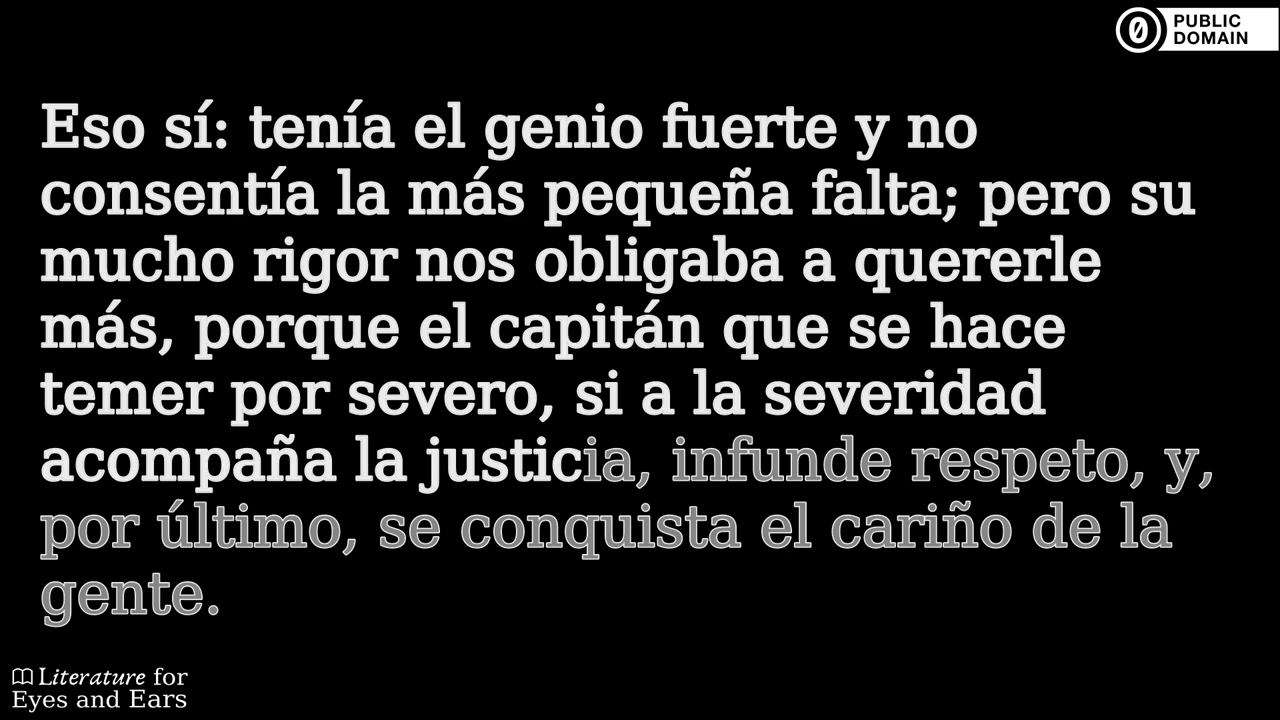 PUBLIC
DOMAIN
Eso sí: tenía el genio fuerte y no
consentía la más pequeña falta; pero su
mucho rigor nos obligaba a quererle
más, porque el capitán que se hace
temer por severo, si a la severidad
acompaña la justicia, infunde respeto, y,
por último, se conquista el cariño de la
gente.
Literature for
Eyes and Ears